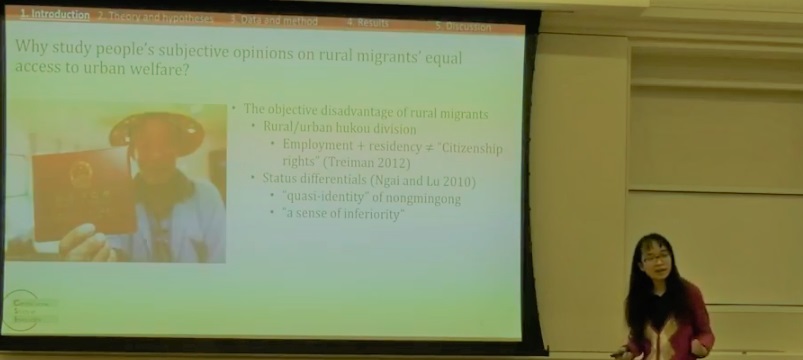 1. Introduction 2. Theory and hypotheses 3. Data and method 4. Results 5. Discussion
Why study people's subjective opinions on rural migrants' equal
access to urban welfare?
• The objective disadvantage of rural migrants
• Rural/urban hukou division
• Employment + residency ≠ "Citizenship
rights" (Treiman 2012)
• Status differentials (Ngai and Lu 2010)
• "quasi-identity" of nongmingong
• "a sense of inferiority"